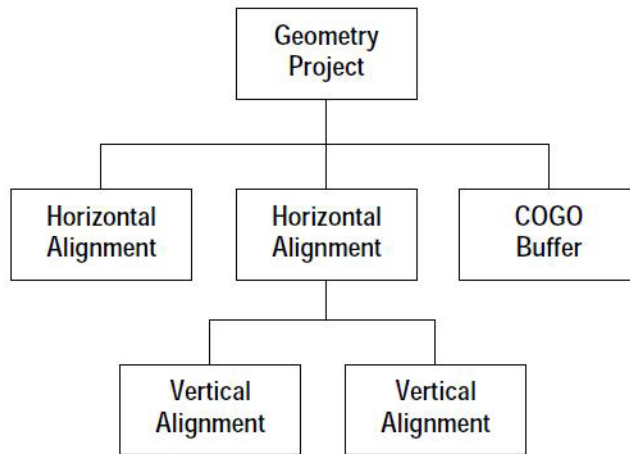 Geometry
Project
Horizontal
Alignment
Horizontal
Alignment
COGO
Buffer
Vertical
Alignment
Vertical
Alignment